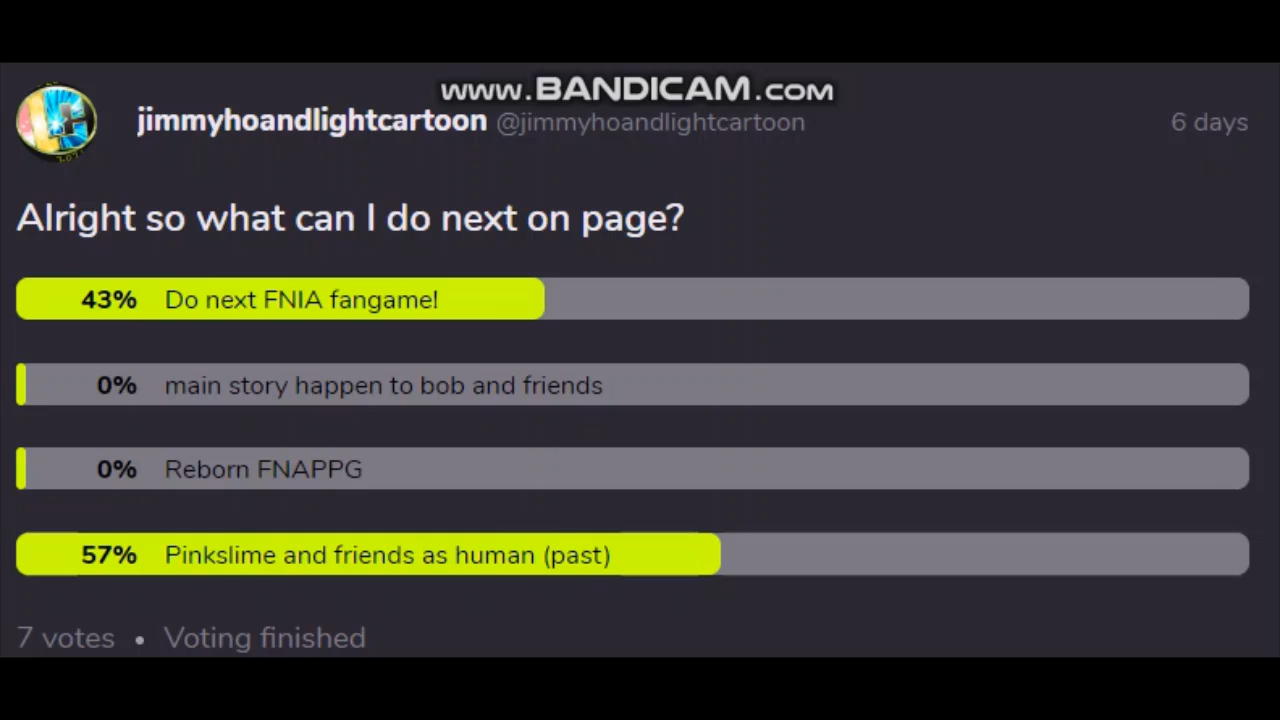 www.BANDICAM.COM
jimmyhoandlightcartoon @jimmyhoandlightcartoon 6 days
Alright so what can I do next on page?
43% Do next FNIA fangame!
0% main story happen to bob and friends
0% Reborn FNAPPG
57% Pinkslime and friends as human (past)
7 votes • Voting finished